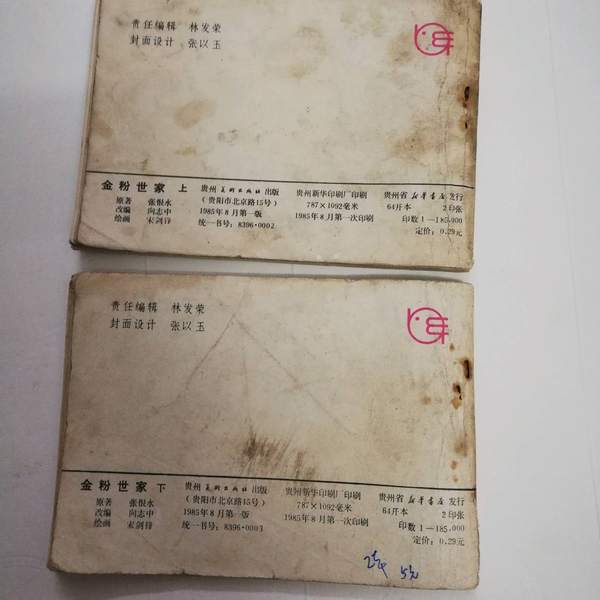 责任编辑 林发荣
封面设计 张以玉
金粉世家 上 贵州美术出版社出版 贵州新华印刷厂印刷 贵州省新华书店发行
原著 张恨水 (贵阳市北京路15号) 787×1092毫米 64开本 2印张
改编 向志中 1985年8月第一版 1985年8月第一次印刷 印数1—185,000
绘画 宋剑锋 统一书号:8396·0002 定价:0.29元
责任编辑 林发荣
封面设计 张以玉
金粉世家 下 贵州美术出版社出版 贵州新华印刷厂印刷 贵州省新华书店发行
原著 张恨水 (贵阳市北京路15号) 787×1092毫米 64开本 2印张
改编 向志中 1985年8月第一版 1985年8月第一次印刷 印数1—185,000
绘画 宋剑锋 统一书号:8396·0003 定价:0.29元